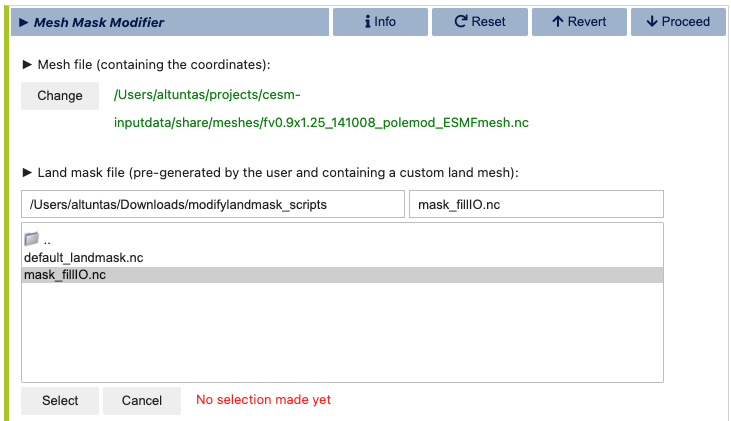 ► Mesh Mask Modifier
Info
Reset
Revert
Proceed
► Mesh file (containing the coordinates):
Change
/Users/altuntas/projects/cesm-
inputdata/share/meshes/fv0.9x1.25_141008_polemod_ESMFmesh.nc
► Land mask file (pre-generated by the user and containing a custom land mesh):
/Users/altuntas/Downloads/modifylandmask_scripts
mask_fillIO.nc
..
default_landmask.nc
mask_fillIO.nc
Select
Cancel
No selection made yet